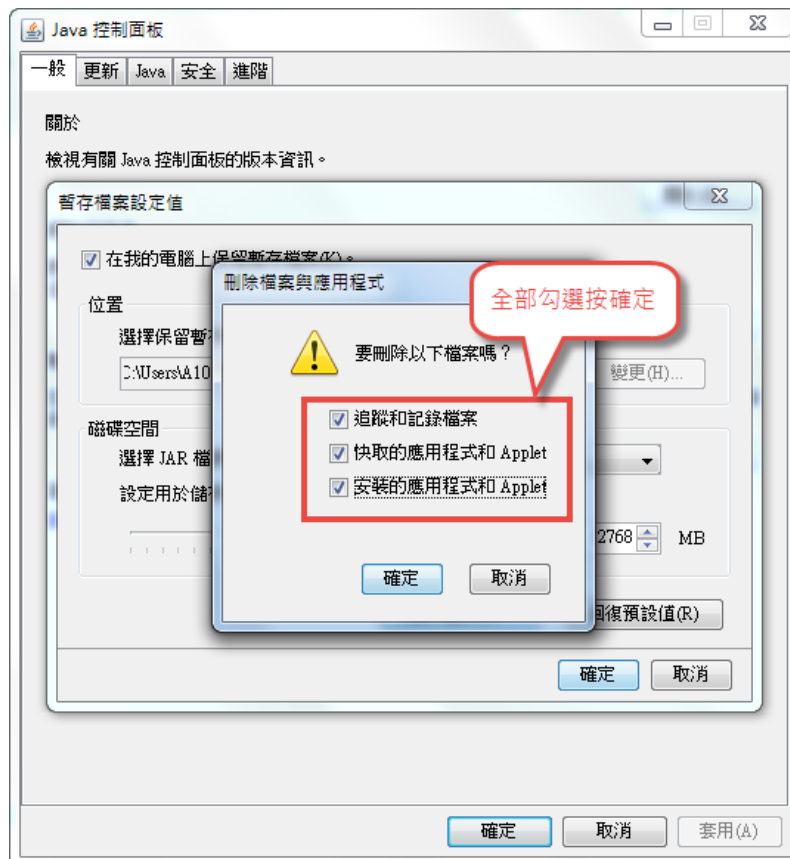 Java 控制面板
一般 更新 Java 安全 進階
關於
檢視有關 Java 控制面板的版本資訊。
暫存檔案設定值
在我的電腦上保留暫存檔案(K)。
刪除檔案與應用程式
全部勾選按確定
位置
選擇保留暫
要刪除以下檔案嗎？
C:\Users\A10
變更(H)...
追蹤和記錄檔案
磁碟空間
快取的應用程式和 Applet
選擇 JAR 檔
安裝的應用程式和 Applet
設定用於儲
2768 MB
確定 取消
回復預設值(R)
確定 取消
確定 取消 套用(A)